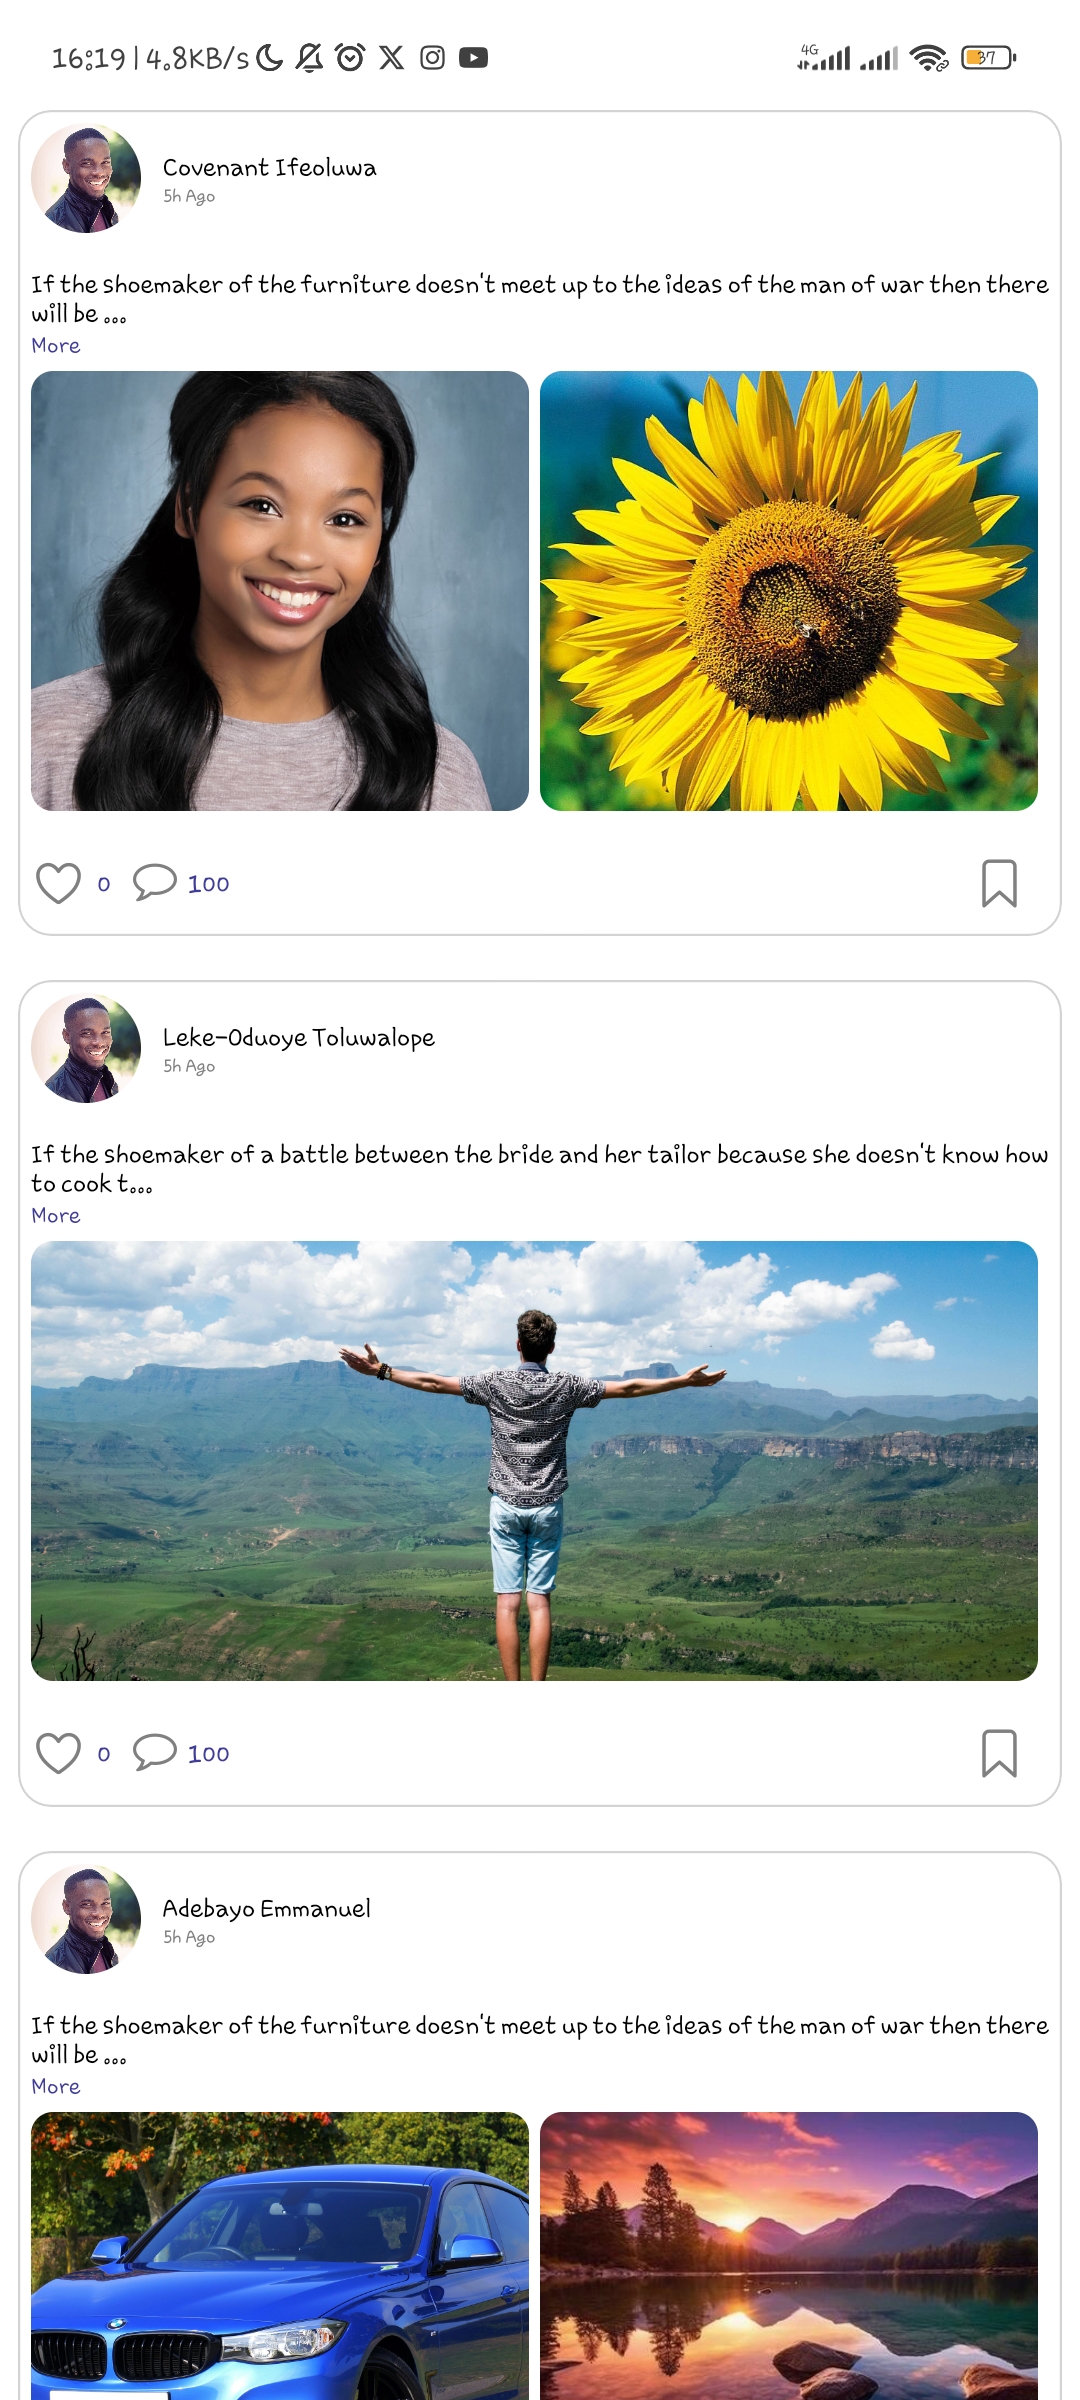 16:19 | 4.8KB/s
4G
37
Covenant Ifeoluwa
5h Ago
If the shoemaker of the furniture doesn't meet up to the ideas of the man of war then there
will be ...
More
0
100
Leke-Oduoye Toluwalope
5h Ago
If the shoemaker of a battle between the bride and her tailor because she doesn't know how
to cook t...
More
0
100
Adebayo Emmanuel
5h Ago
If the shoemaker of the furniture doesn't meet up to the ideas of the man of war then there
will be ...
More